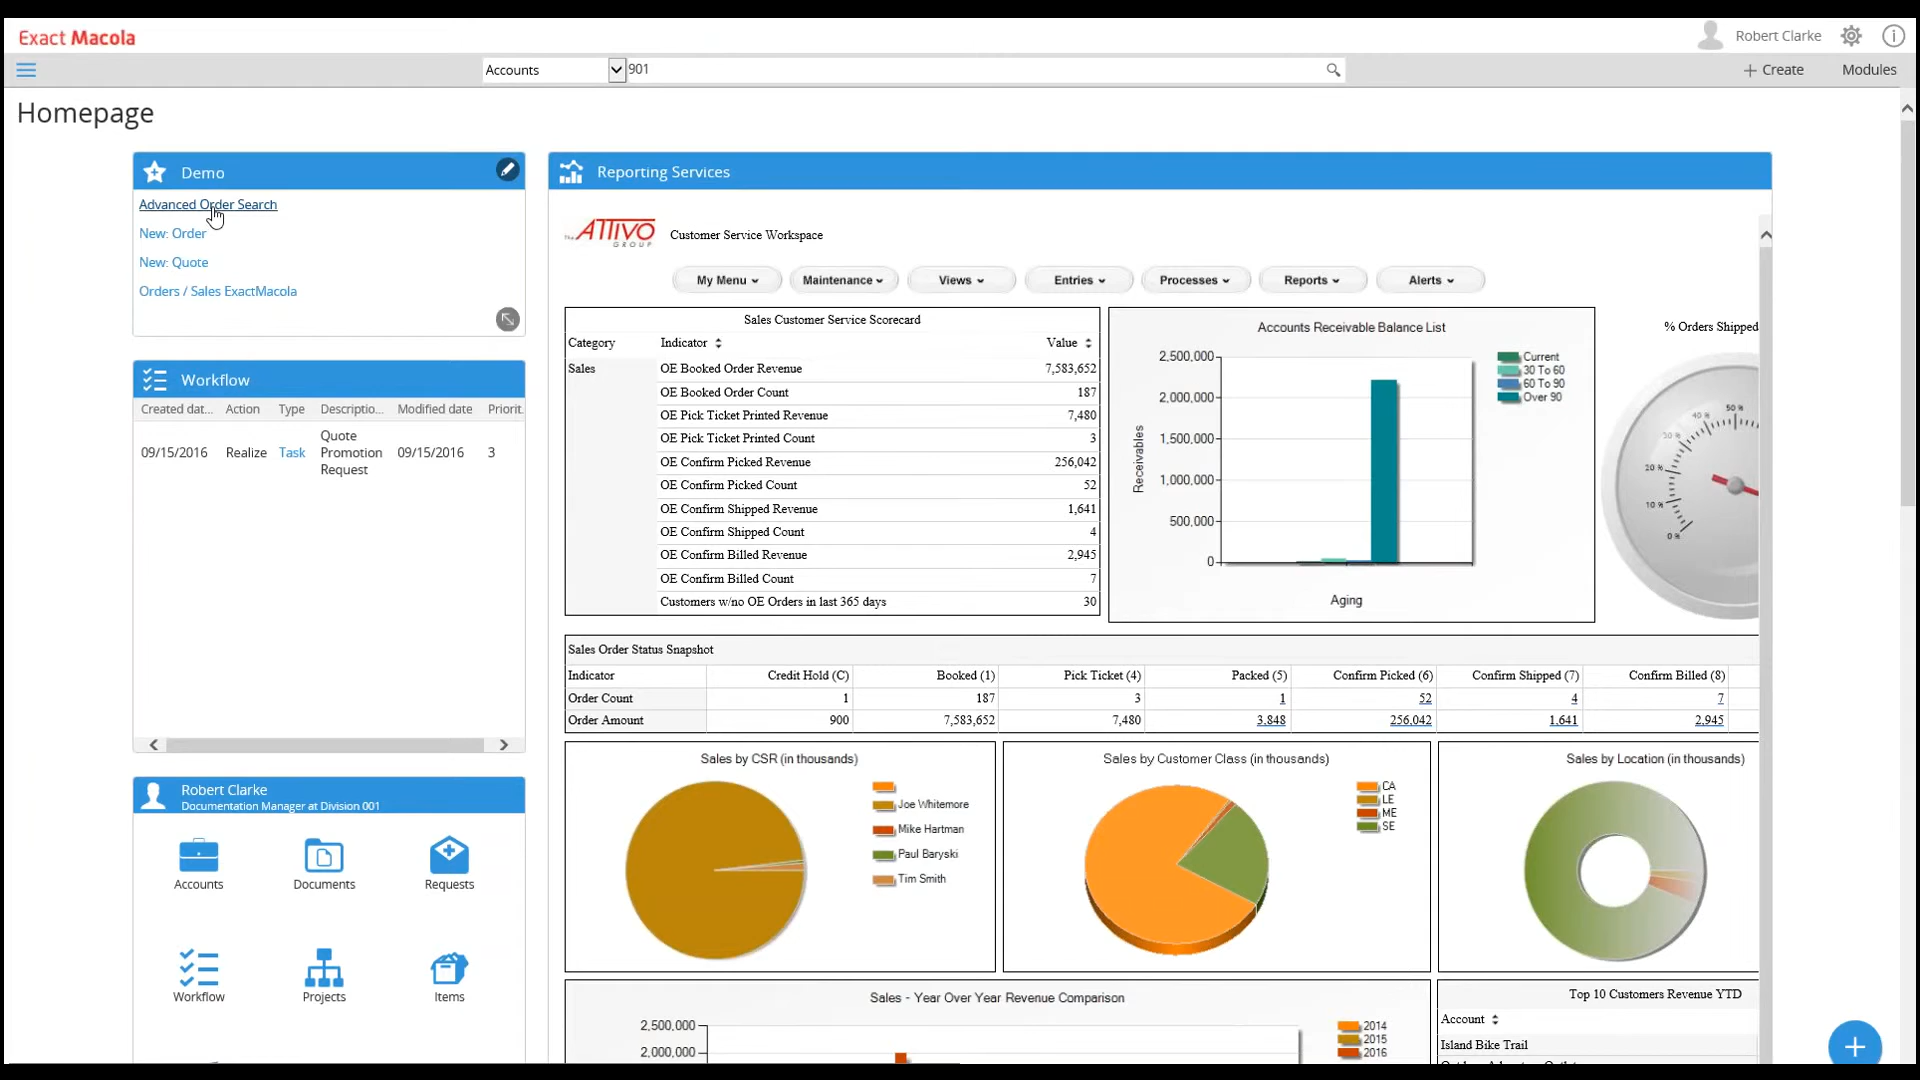 Exact Macola
Robert Clarke
Accounts 901
+ Create Modules
Homepage
Demo
Advanced Order Search
New: Order
New: Quote
Orders / Sales ExactMacola
Workflow
Created dat... Action Type Descriptio... Modified date Priorit
09/15/2016 Realize Task Quote Promotion Request 09/15/2016 3
Robert Clarke
Documentation Manager at Division 001
Accounts Documents Requests
Workflow Projects Items
Reporting Services
The ATTIVO GROUP Customer Service Workspace
My Menu Maintenance Views Entries Processes Reports Alerts
Sales Customer Service Scorecard
Category Indicator Value
Sales OE Booked Order Revenue 7,583,652
OE Booked Order Count 187
OE Pick Ticket Printed Revenue 7,480
OE Pick Ticket Printed Count 3
OE Confirm Picked Revenue 256,042
OE Confirm Picked Count 52
OE Confirm Shipped Revenue 1,641
OE Confirm Shipped Count 4
OE Confirm Billed Revenue 2,945
OE Confirm Billed Count 7
Customers w/no OE Orders in last 365 days 30
Accounts Receivable Balance List
2,500,000
2,000,000
1,500,000
1,000,000
500,000
0
Receivables
Aging
Current
30 To 60
60 To 90
Over 90
% Orders Shipped
50 %
40 %
30 %
20 %
10 %
0 %
Sales Order Status Snapshot
Indicator Credit Hold (C) Booked (1) Pick Ticket (4) Packed (5) Confirm Picked (6) Confirm Shipped (7) Confirm Billed (8)
Order Count 1 187 3 1 52 4 7
Order Amount 900 7,583,652 7,480 3,848 256,042 1,641 2,945
Sales by CSR (in thousands)
Joe Whitemore
Mike Hartman
Paul Baryski
Tim Smith
Sales by Customer Class (in thousands)
CA
LE
ME
SE
Sales by Location (in thousands)
Sales - Year Over Year Revenue Comparison
2,500,000
2,000,000
2014
2015
2016
Top 10 Customers Revenue YTD
Account
Island Bike Trail